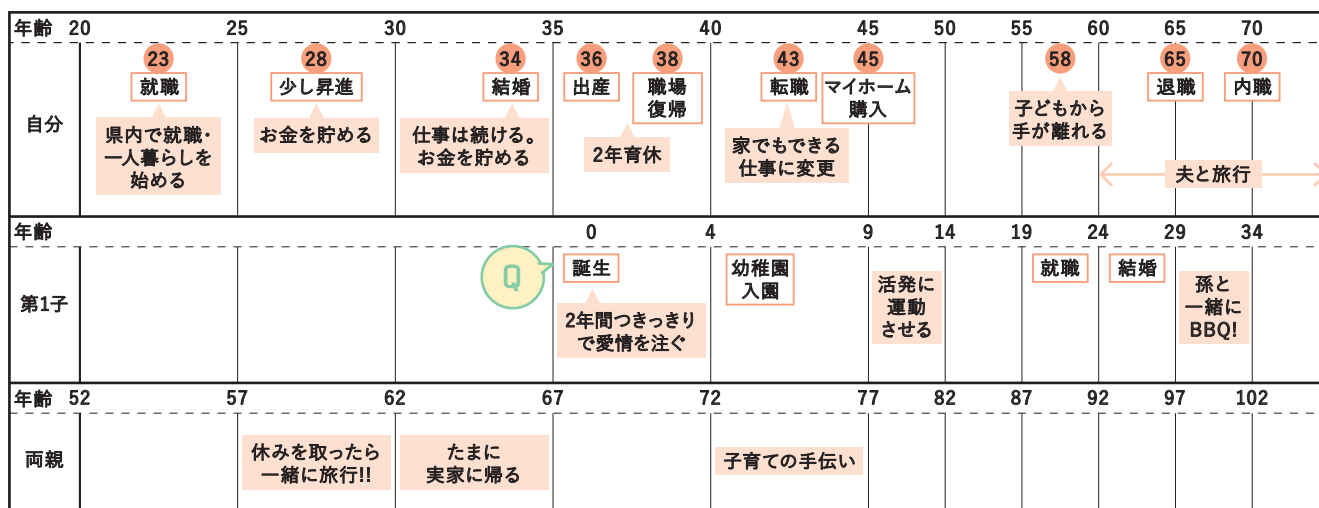 年齢 20 25 30 35 40 45 50 55 60 65 70
自分
23
就職
県内で就職・
一人暮らしを
始める
28
少し昇進
お金を貯める
34
結婚
仕事は続ける。
お金を貯める
36
出産
38
職場
復帰
2年育休
43
転職
家でもできる
仕事に変更
45
マイホーム
購入
58
子どもから
手が離れる
65
退職
70
内職
夫と旅行
年齢 0 4 9 14 19 24 29 34
第1子
Q
誕生
2年間つきっきり
で愛情を注ぐ
幼稚園
入園
活発に
運動
させる
就職
結婚
孫と
一緒に
BBQ!
年齢 52 57 62 67 72 77 82 87 92 97 102
両親
休みを取ったら
一緒に旅行!!
たまに
実家に帰る
子育ての手伝い